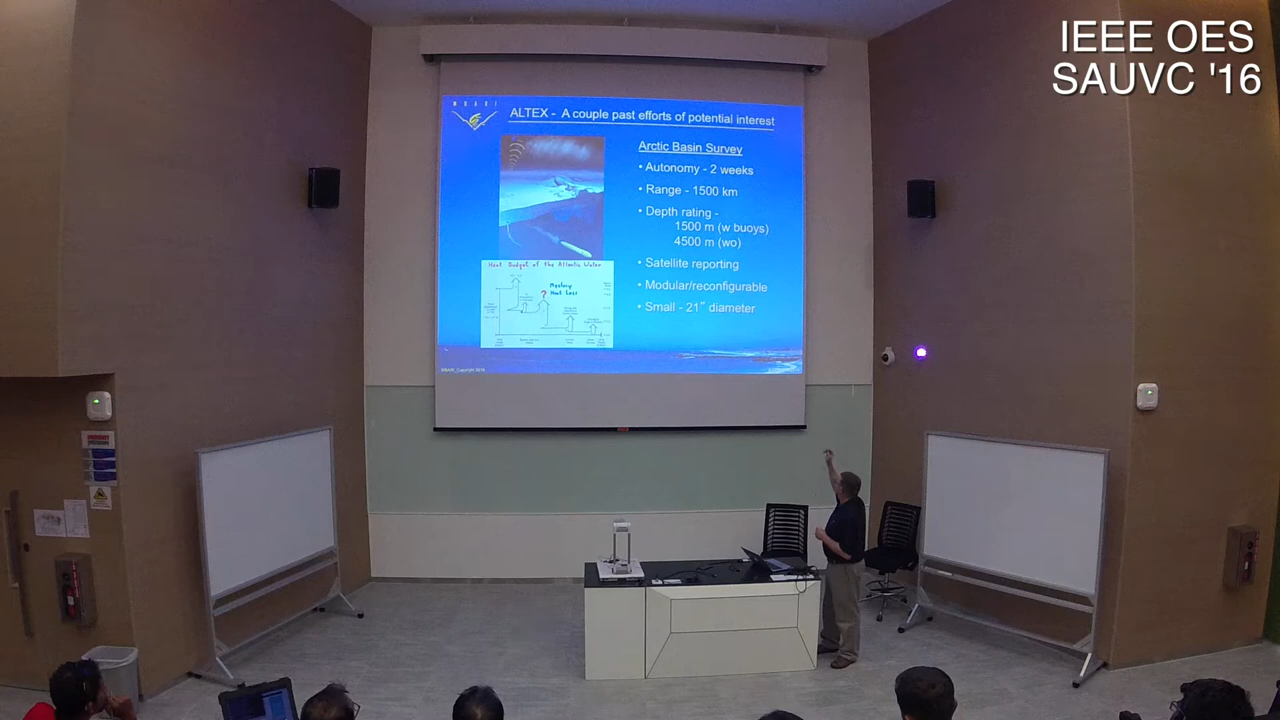 IEEE OES
SAUVC '16
MBARI
ALTEX - A couple past efforts of potential interest
Arctic Basin Survey
• Autonomy - 2 weeks
• Range - 1500 km
• Depth rating -
1500 m (w buoys)
4500 m (wo)
• Satellite reporting
• Modular/reconfigurable
• Small - 21" diameter
Heat Budget of the Atlantic Water
Mystery
? Heat Loss